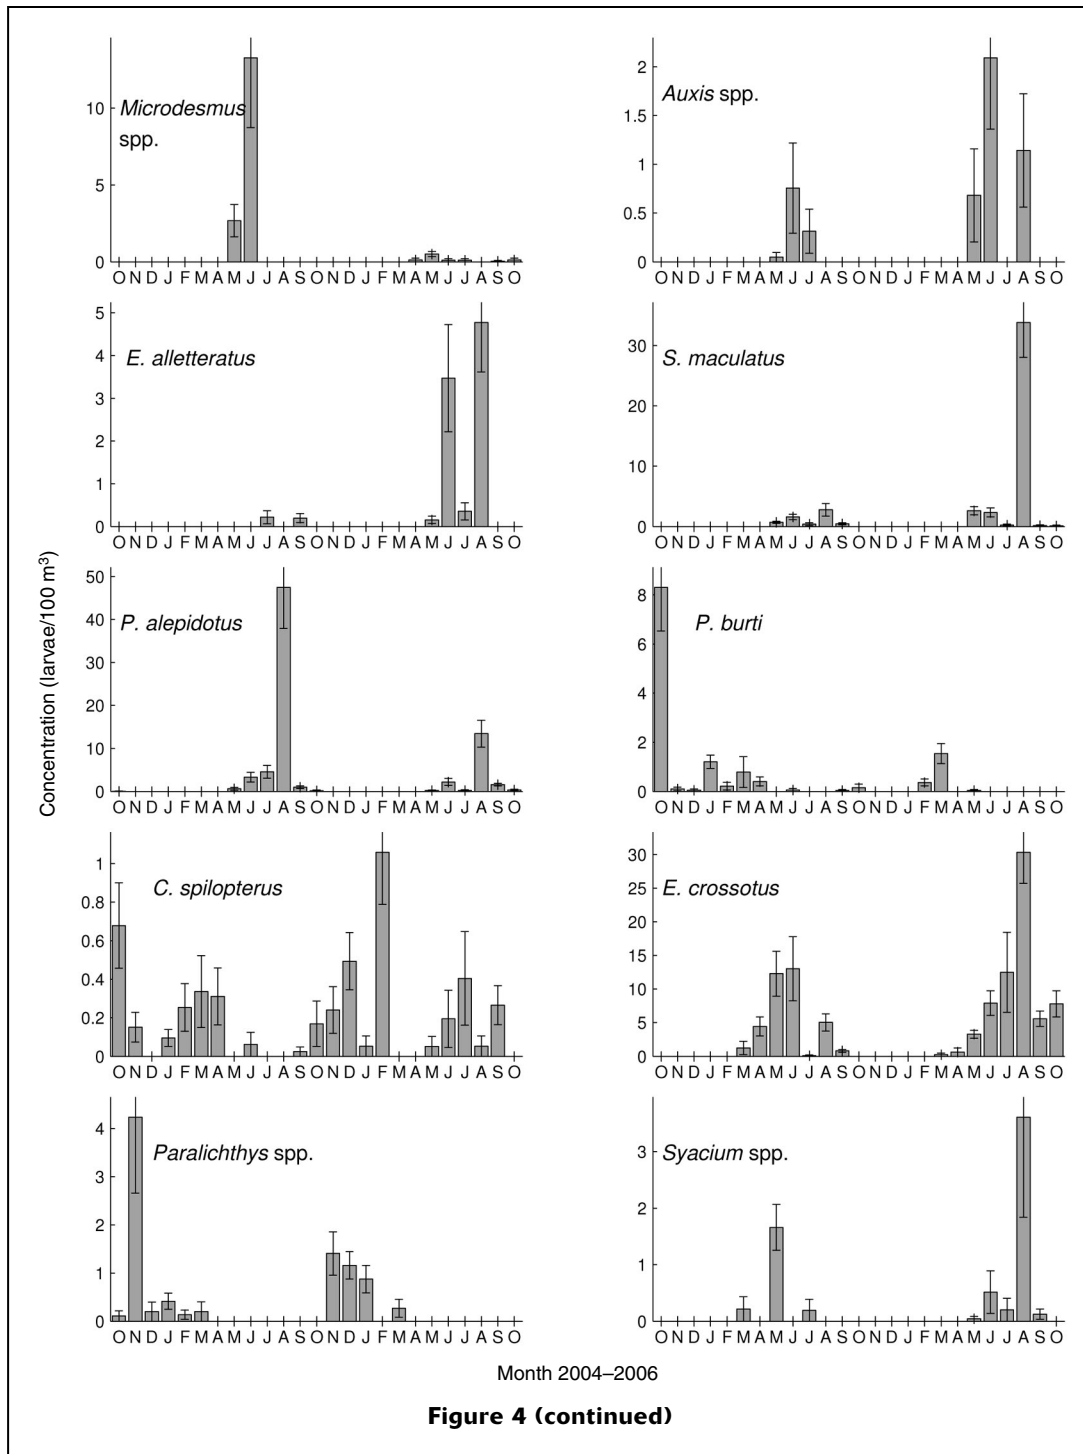 Microdesmus
spp.
10
5
0
O N D J F M A M J J A S O N D J F M A M J J A S O
Auxis spp.
2
1.5
1
0.5
0
O N D J F M A M J J A S O N D J F M A M J J A S O
E. alletteratus
5
4
3
2
1
0
O N D J F M A M J J A S O N D J F M A M J J A S O
S. maculatus
30
20
10
0
O N D J F M A M J J A S O N D J F M A M J J A S O
Concentration (larvae/100 m³)
P. alepidotus
50
40
30
20
10
0
O N D J F M A M J J A S O N D J F M A M J J A S O
P. burti
8
6
4
2
0
O N D J F M A M J J A S O N D J F M A M J J A S O
C. spilopterus
1
0.8
0.6
0.4
0.2
0
O N D J F M A M J J A S O N D J F M A M J J A S O
E. crossotus
30
25
20
15
10
5
0
O N D J F M A M J J A S O N D J F M A M J J A S O
Paralichthys spp.
4
3
2
1
0
O N D J F M A M J J A S O N D J F M A M J J A S O
Syacium spp.
3
2
1
0
O N D J F M A M J J A S O N D J F M A M J J A S O
Month 2004–2006
Figure 4 (continued)